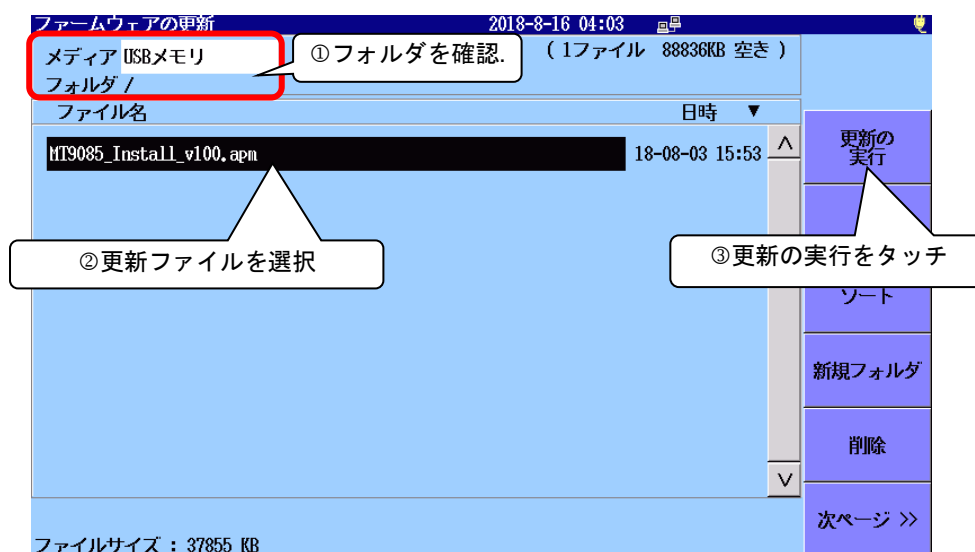 ファームウェアの更新 2018-8-16 04:03
メディア USBメモリ
①フォルダを確認.
( 1ファイル 88836KB 空き )
フォルダ /
ファイル名 日時 ▼
MT9085_Install_v100.apm 18-08-03 15:53
更新の
実行
②更新ファイルを選択
③更新の実行をタッチ
ソート
新規フォルダ
削除
次ページ >>
ファイルサイズ : 37855 KB